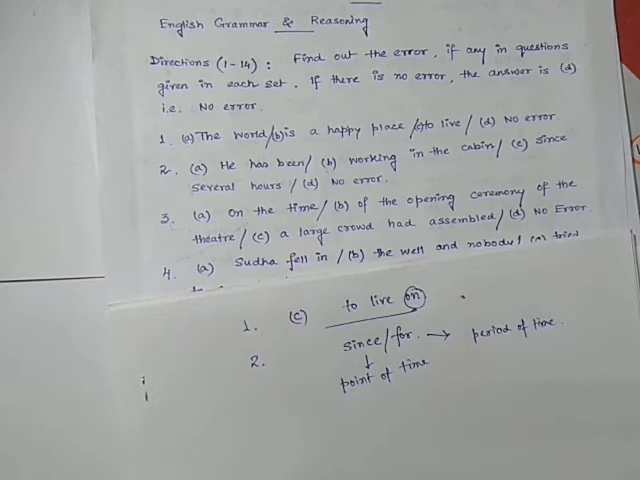 English Grammar & Reasoning
Directions (1-14) : Find out the error, if any in questions
given in each set. If there is no error, the answer is (d)
i.e. No error.
1. (a) The world/(b) is a happy place/(c) to live/(d) No error.
2. (a) He has been/(b) working in the cabin/(c) since
several hours/(d) No error.
3. (a) On the time/(b) of the opening ceremony of the
theatre/(c) a large crowd had assembled/(d) No Error.
4. (a) Sudha fell in/(b) the well and nobody/ (c) tried
1. (c) to live on
2. since/for → period of time.
↓
point of time